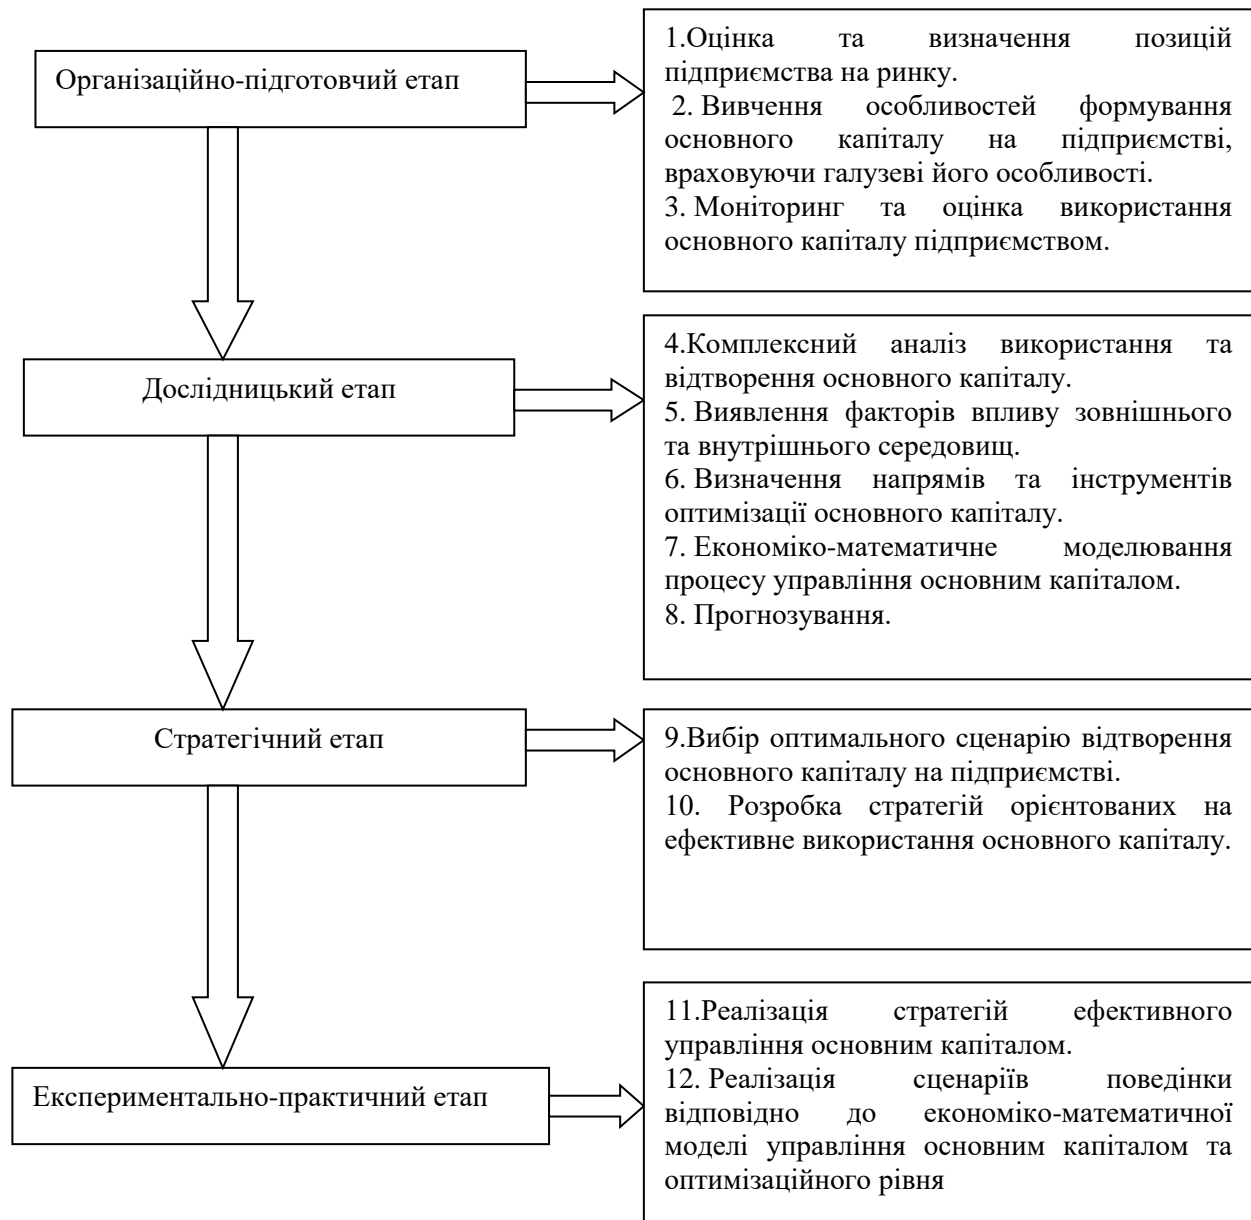 Організаційно-підготовчий етап
1.Оцінка та визначення позицій
підприємства на ринку.
2. Вивчення особливостей формування
основного капіталу на підприємстві,
враховуючи галузеві його особливості.
3. Моніторинг та оцінка використання
основного капіталу підприємством.
Дослідницький етап
4.Комплексний аналіз використання та
відтворення основного капіталу.
5. Виявлення факторів впливу зовнішнього
та внутрішнього середовищ.
6. Визначення напрямів та інструментів
оптимізації основного капіталу.
7. Економіко-математичне моделювання
процесу управління основним капіталом.
8. Прогнозування.
Стратегічний етап
9.Вибір оптимального сценарію відтворення
основного капіталу на підприємстві.
10. Розробка стратегій орієнтованих на
ефективне використання основного капіталу.
Експериментально-практичний етап
11.Реалізація стратегій ефективного
управління основним капіталом.
12. Реалізація сценаріїв поведінки
відповідно до економіко-математичної
моделі управління основним капіталом та
оптимізаційного рівня